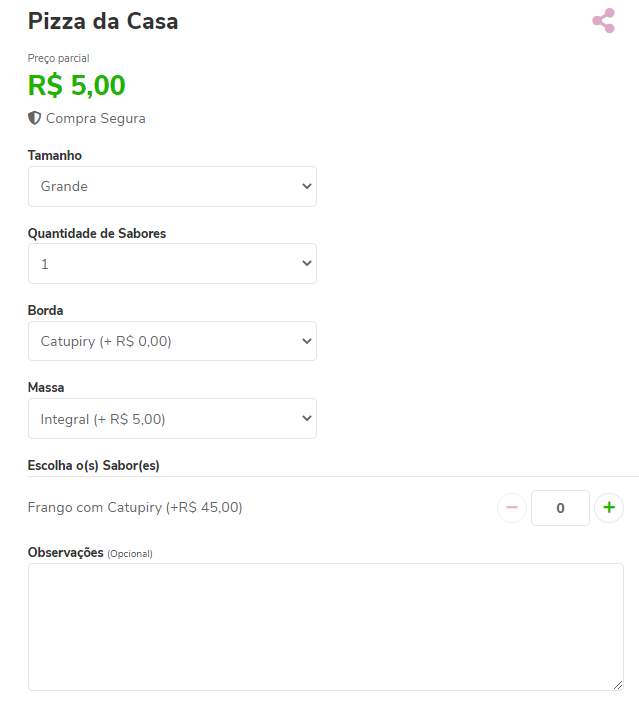 Pizza da Casa
Preço parcial
R$ 5,00
Compra Segura
Tamanho
Grande
Quantidade de Sabores
1
Borda
Catupiry (+ R$ 0,00)
Massa
Integral (+ R$ 5,00)
Escolha o(s) Sabor(es)
Frango com Catupiry (+R$ 45,00) − 0 +
Observações (Opcional)